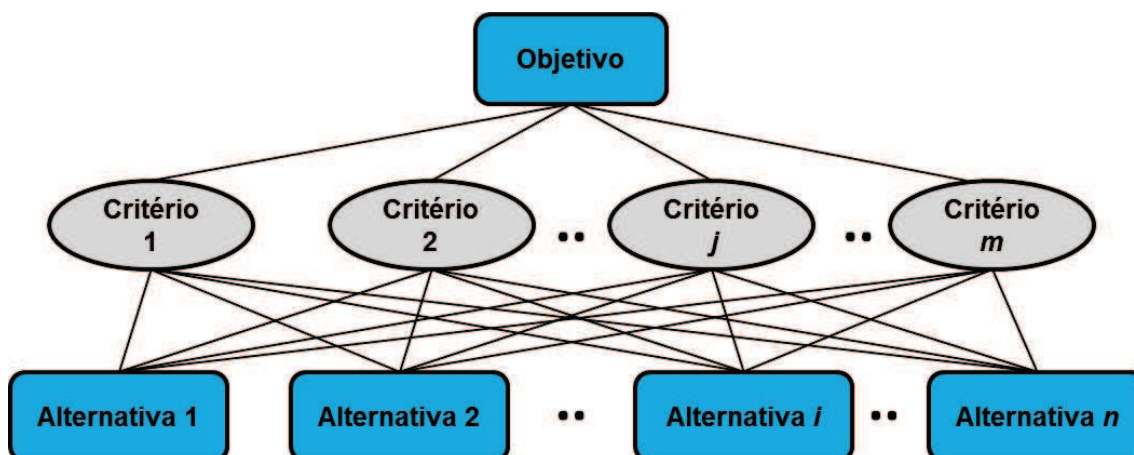 Objetivo
Critério
1
Critério
2
..
Critério
j
..
Critério
m
Alternativa 1
Alternativa 2
..
Alternativa i
..
Alternativa n